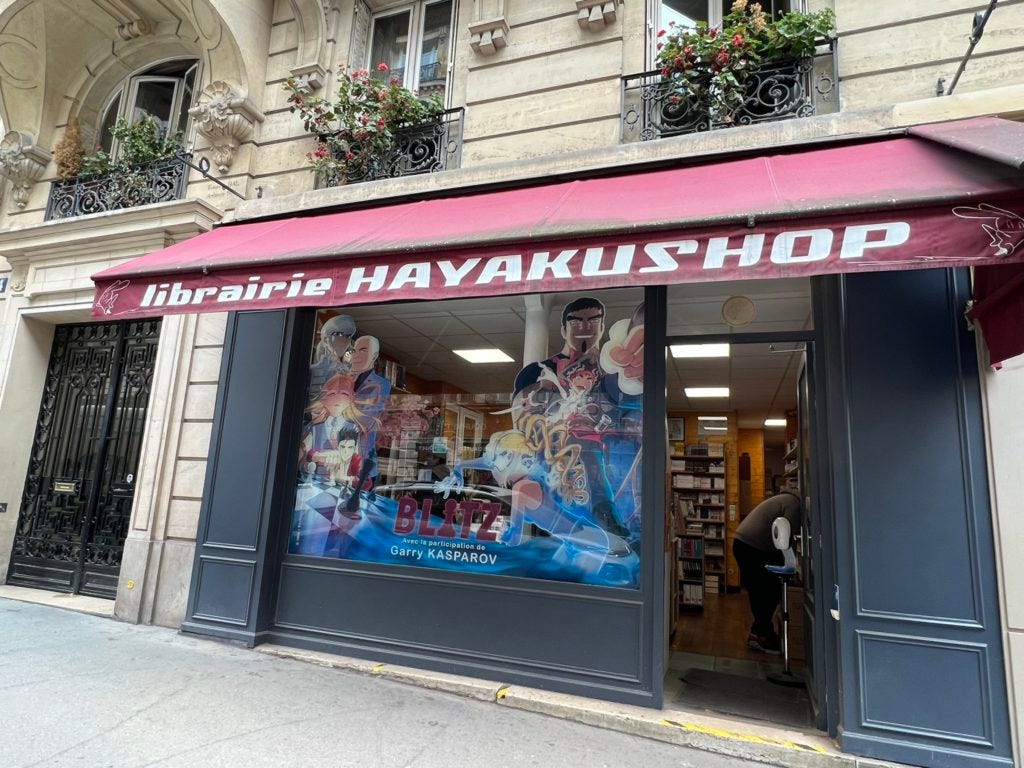 librairie HAYAKUSHOP
BLITZ
Avec la participation de
Garry KASPAROV